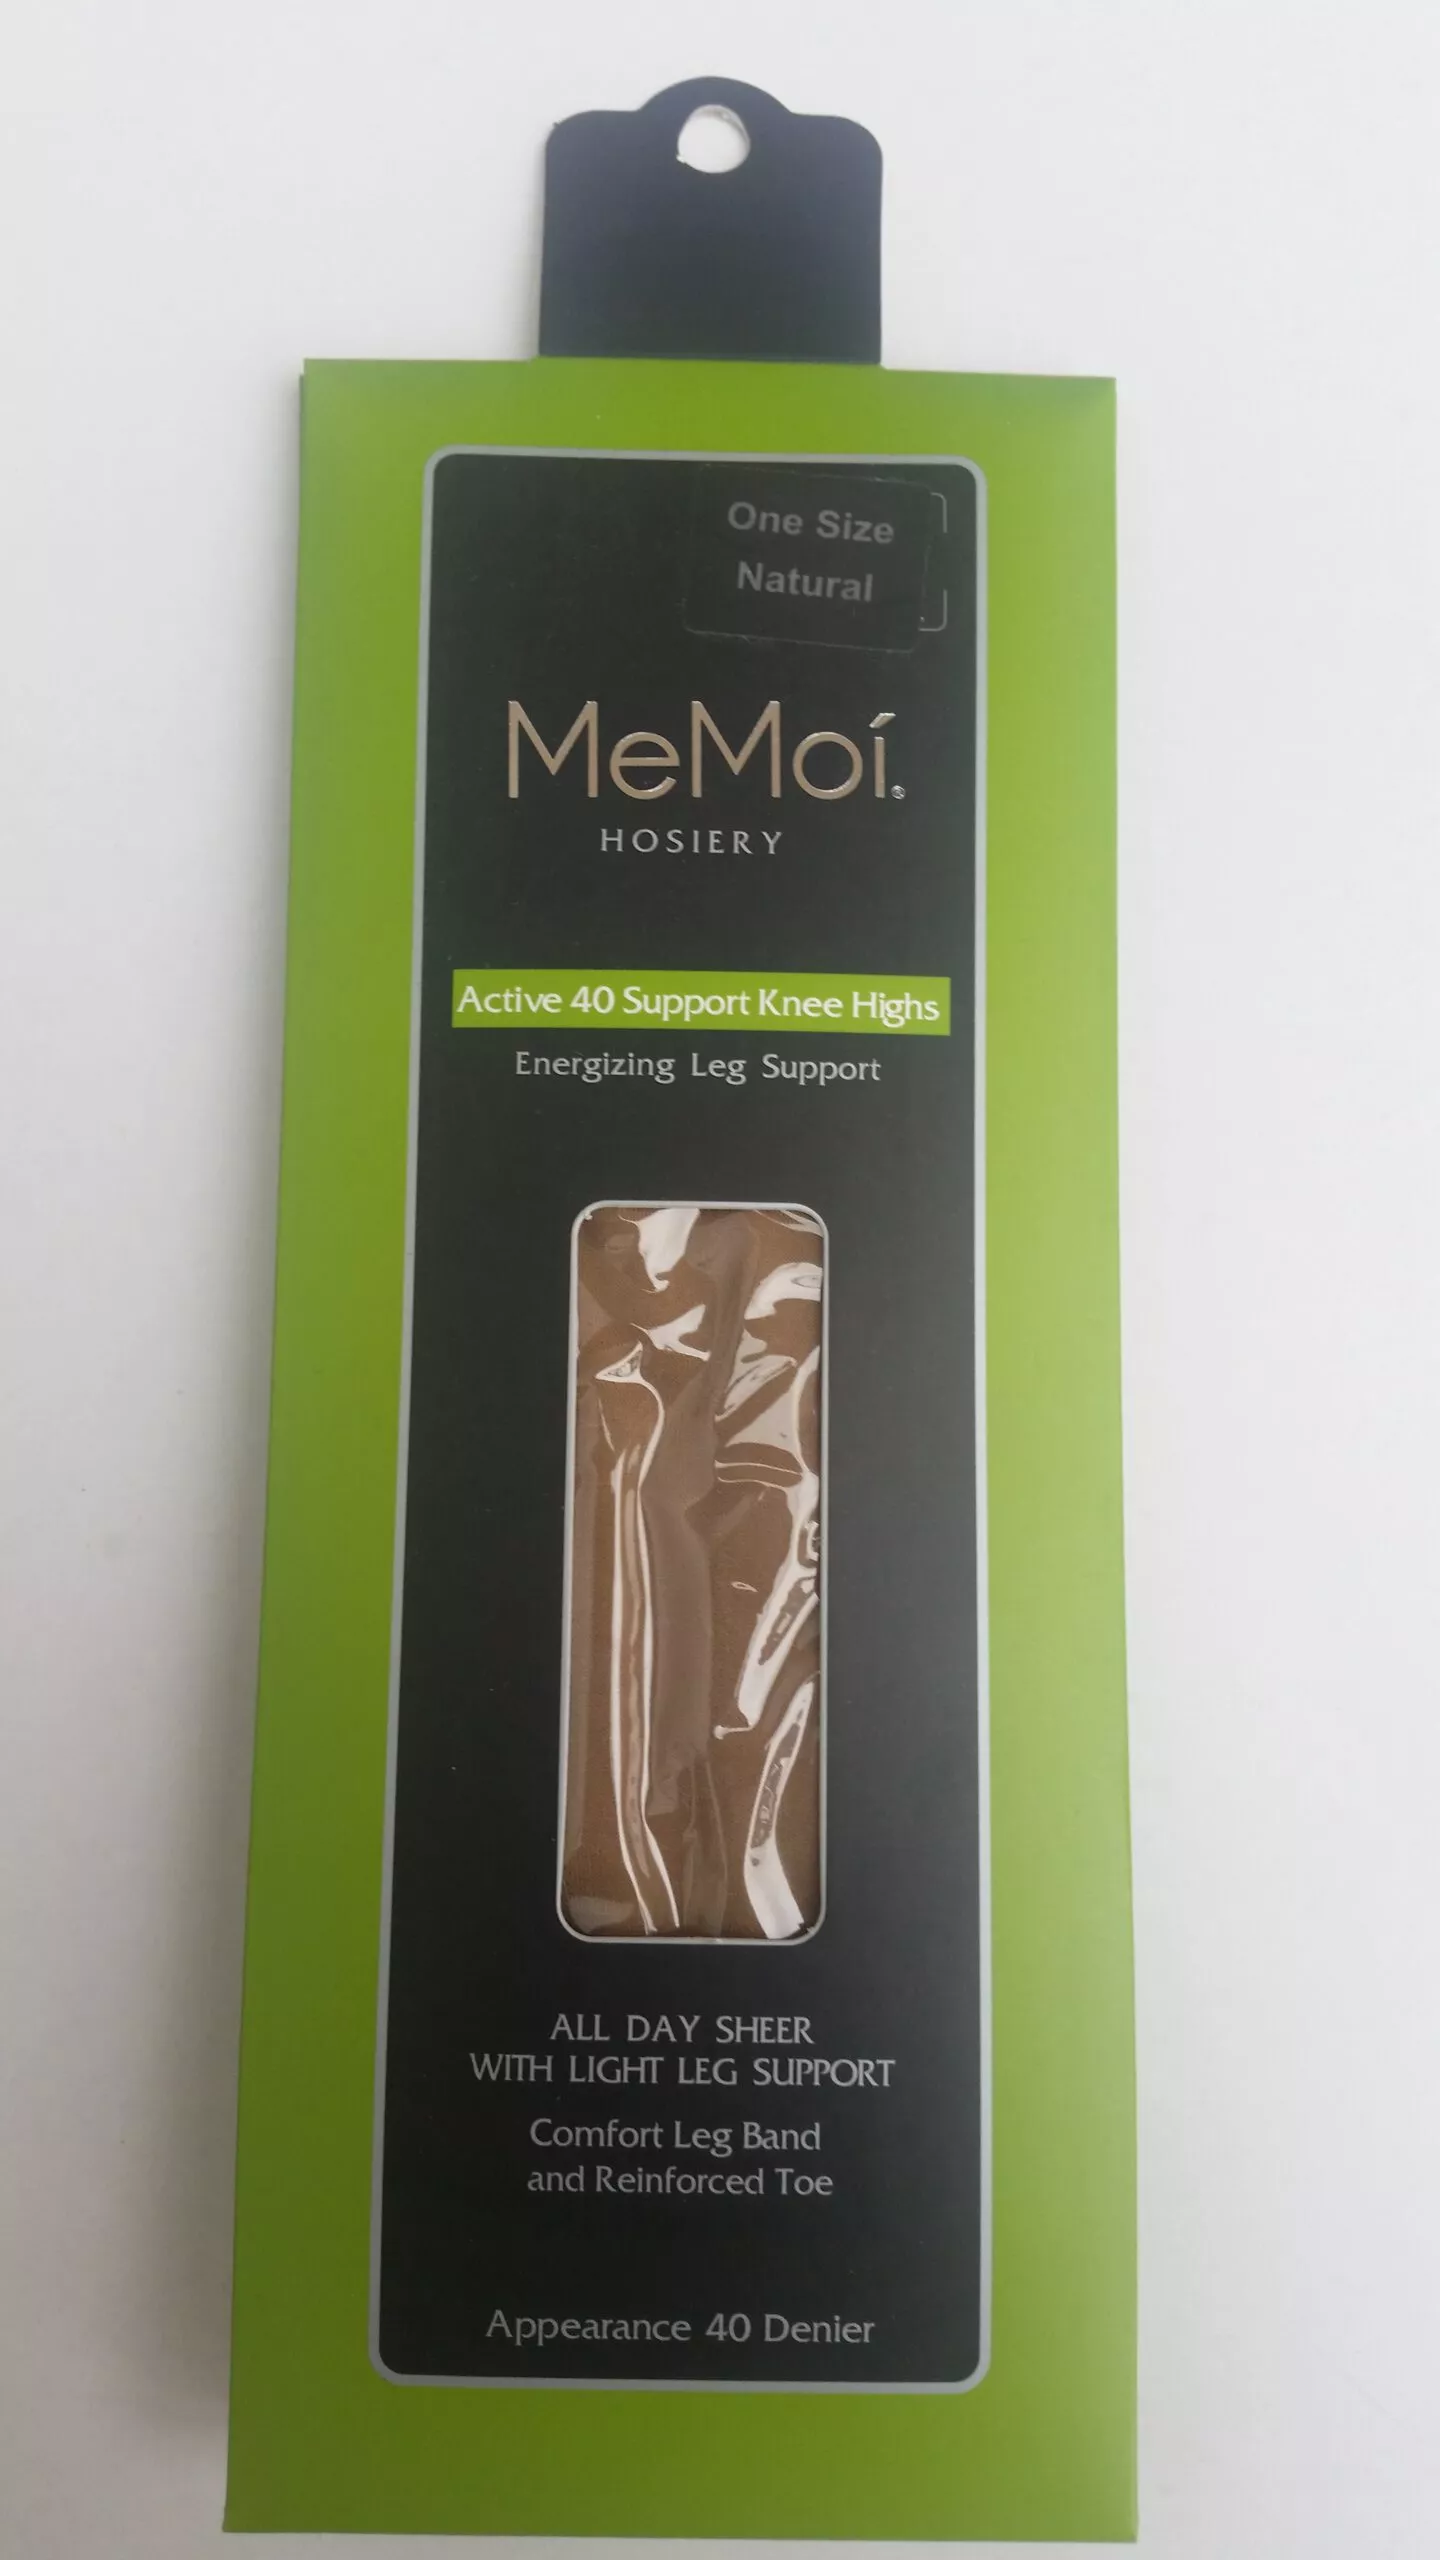 One Size
Natural
MeMoí®
HOSIERY
Active 40 Support Knee Highs
Energizing Leg Support
ALL DAY SHEER
WITH LIGHT LEG SUPPORT
Comfort Leg Band
and Reinforced Toe
Appearance 40 Denier